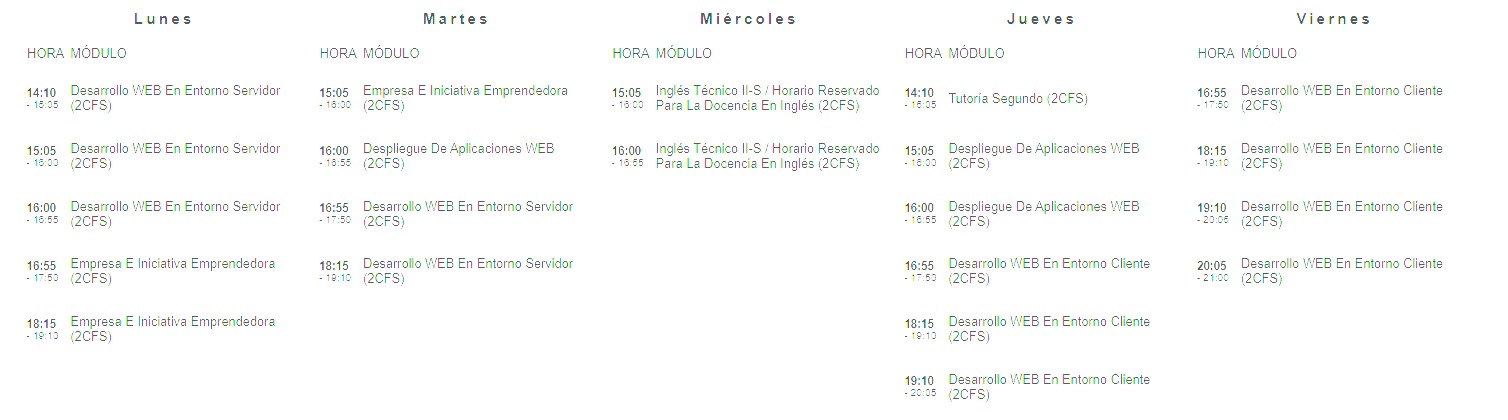 Lunes
HORA MÓDULO
14:10 Desarrollo WEB En Entorno Servidor
- 15:05 (2CFS)
15:05 Desarrollo WEB En Entorno Servidor
- 16:00 (2CFS)
16:00 Desarrollo WEB En Entorno Servidor
- 16:55 (2CFS)
16:55 Empresa E Iniciativa Emprendedora
- 17:50 (2CFS)
18:15 Empresa E Iniciativa Emprendedora
- 19:10 (2CFS)
Martes
HORA MÓDULO
15:05 Empresa E Iniciativa Emprendedora
- 16:00 (2CFS)
16:00 Despliegue De Aplicaciones WEB
- 16:55 (2CFS)
16:55 Desarrollo WEB En Entorno Servidor
- 17:50 (2CFS)
18:15 Desarrollo WEB En Entorno Servidor
- 19:10 (2CFS)
Miércoles
HORA MÓDULO
15:05 Inglés Técnico II-S / Horario Reservado
- 16:00 Para La Docencia En Inglés (2CFS)
16:00 Inglés Técnico II-S / Horario Reservado
- 16:55 Para La Docencia En Inglés (2CFS)
Jueves
HORA MÓDULO
14:10 Tutoría Segundo (2CFS)
- 15:05
15:05 Despliegue De Aplicaciones WEB
- 16:00 (2CFS)
16:00 Despliegue De Aplicaciones WEB
- 16:55 (2CFS)
16:55 Desarrollo WEB En Entorno Cliente
- 17:50 (2CFS)
18:15 Desarrollo WEB En Entorno Cliente
- 19:10 (2CFS)
19:10 Desarrollo WEB En Entorno Cliente
- 20:05 (2CFS)
Viernes
HORA MÓDULO
16:55 Desarrollo WEB En Entorno Cliente
- 17:50 (2CFS)
18:15 Desarrollo WEB En Entorno Cliente
- 19:10 (2CFS)
19:10 Desarrollo WEB En Entorno Cliente
- 20:05 (2CFS)
20:05 Desarrollo WEB En Entorno Cliente
- 21:00 (2CFS)